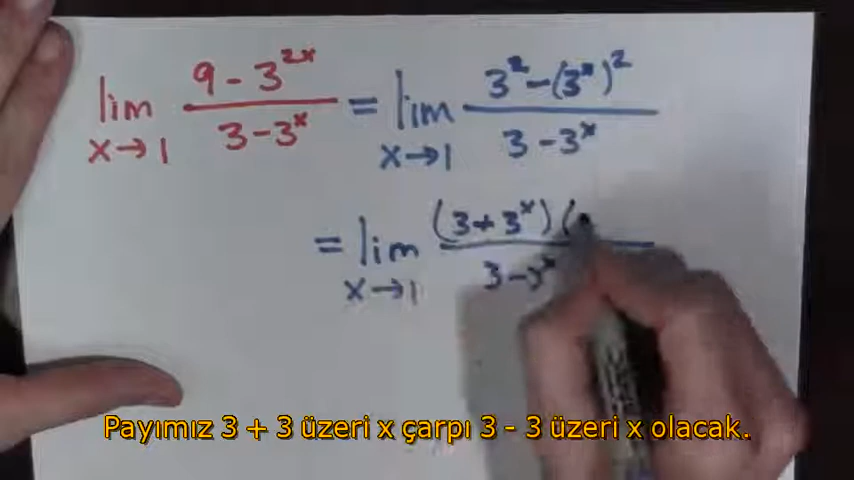 lim x→1 (9 - 3^{2x})/(3 - 3^x) = lim x→1 (3^2 - (3^x)^2)/(3 - 3^x)
= lim x→1 (3 + 3^x)(/(3 - 3^x
Payımız 3 + 3 üzeri x çarpı 3 - 3 üzeri x olacak.